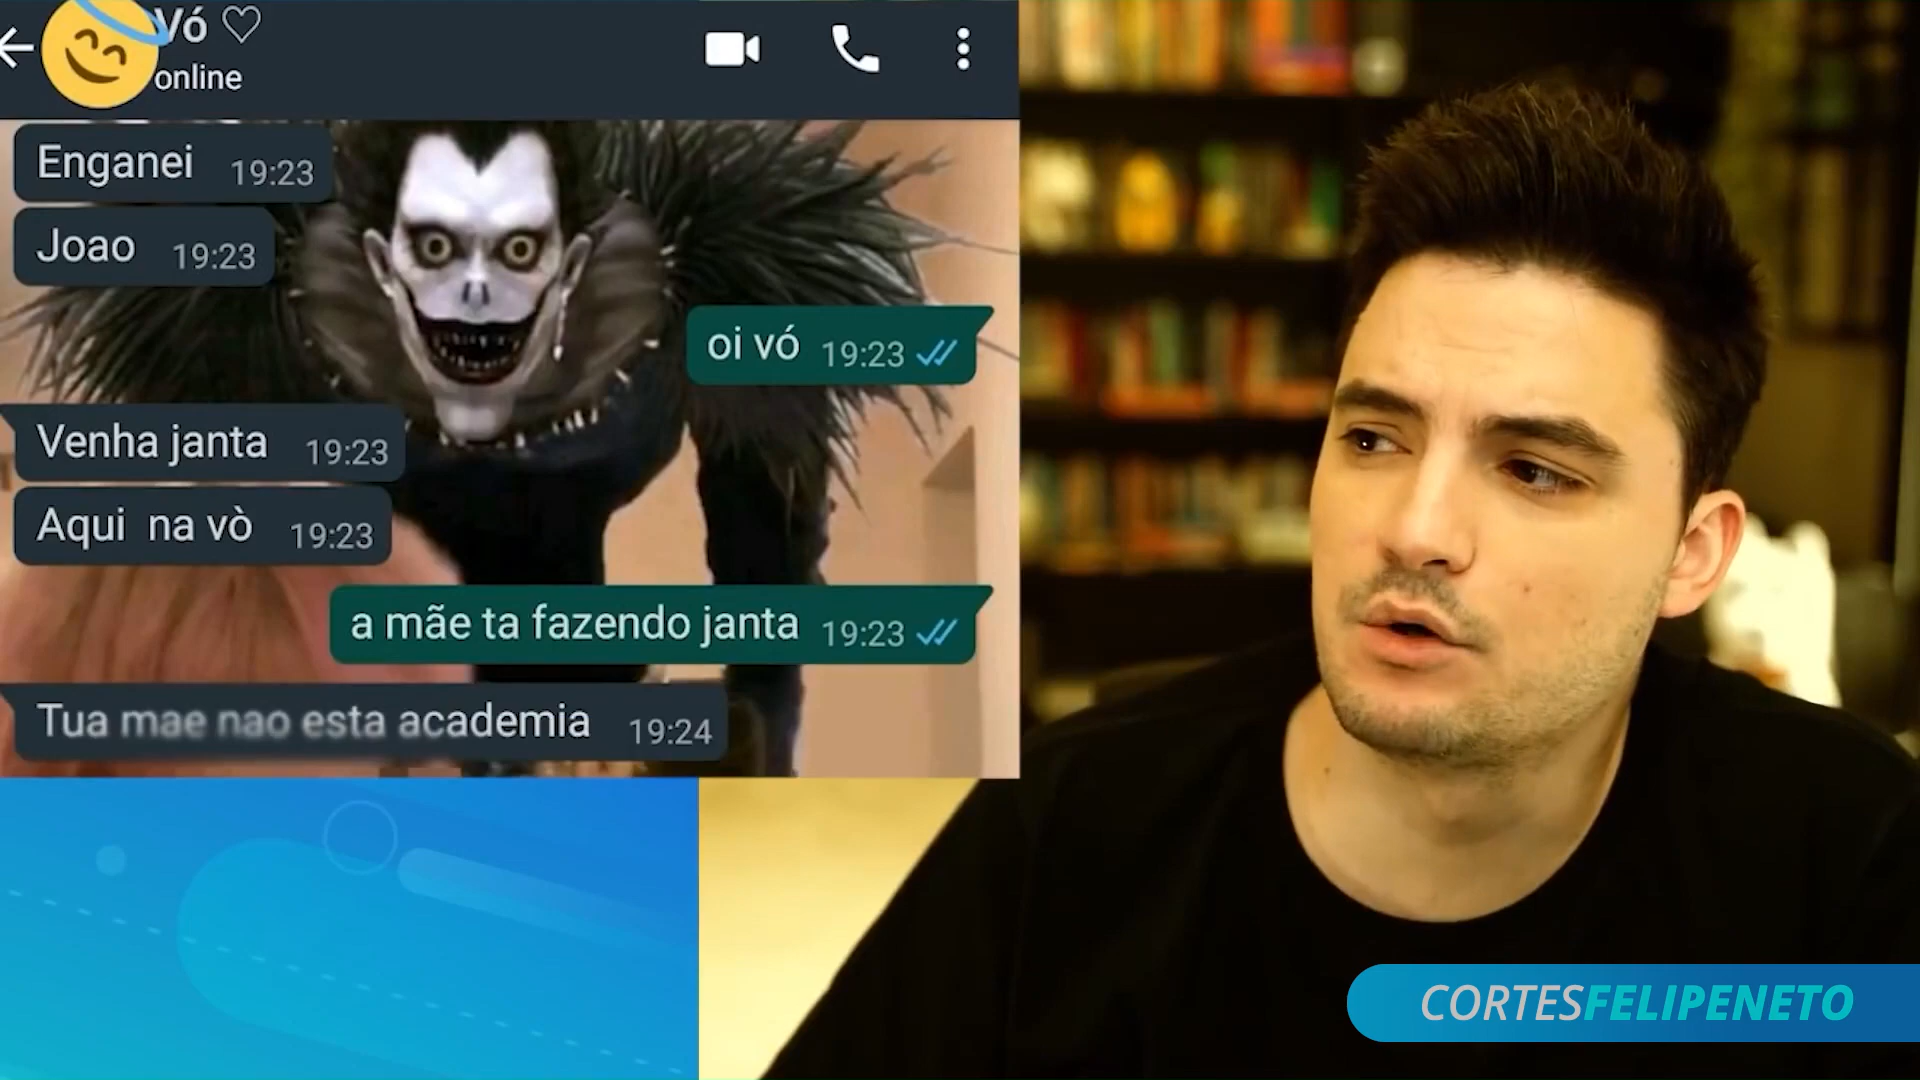 Vó ♡
online
Enganei 19:23
Joao 19:23
oi vó 19:23
Venha janta 19:23
Aqui na vò 19:23
a mãe ta fazendo janta 19:23
Tua mae nao esta academia 19:24
CORTESFELIPENETO